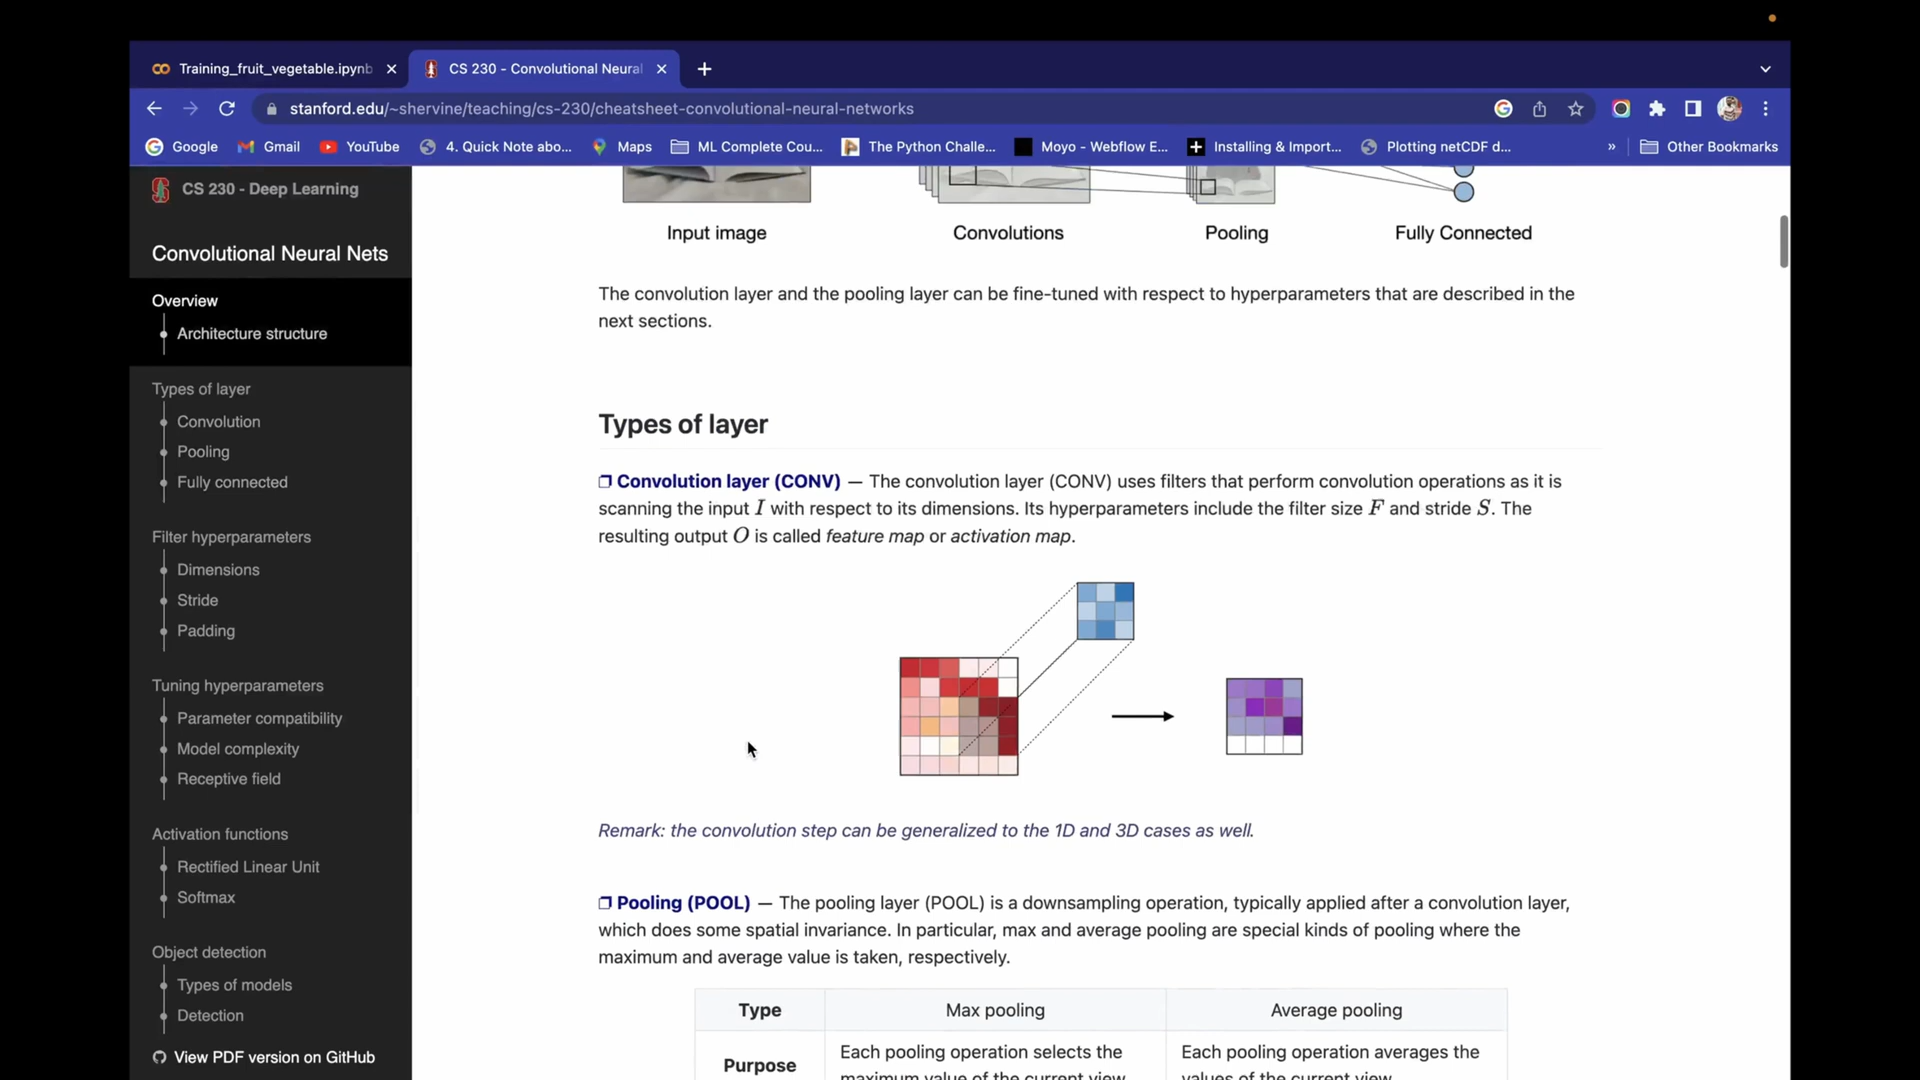 Training_fruit_vegetable.ipynb
CS 230 - Convolutional Neural
stanford.edu/~shervine/teaching/cs-230/cheatsheet-convolutional-neural-networks
Google
Gmail
YouTube
4. Quick Note abo...
Maps
ML Complete Cou...
The Python Challe...
Moyo - Webflow E...
Installing & Import...
Plotting netCDF d...
»
Other Bookmarks
CS 230 - Deep Learning
Convolutional Neural Nets
Overview
Architecture structure
Types of layer
Convolution
Pooling
Fully connected
Filter hyperparameters
Dimensions
Stride
Padding
Tuning hyperparameters
Parameter compatibility
Model complexity
Receptive field
Activation functions
Rectified Linear Unit
Softmax
Object detection
Types of models
Detection
View PDF version on GitHub
Input image
Convolutions
Pooling
Fully Connected
The convolution layer and the pooling layer can be fine-tuned with respect to hyperparameters that are described in the
next sections.
Types of layer
Convolution layer (CONV) — The convolution layer (CONV) uses filters that perform convolution operations as it is
scanning the input I with respect to its dimensions. Its hyperparameters include the filter size F and stride S. The
resulting output O is called feature map or activation map.
Remark: the convolution step can be generalized to the 1D and 3D cases as well.
Pooling (POOL) — The pooling layer (POOL) is a downsampling operation, typically applied after a convolution layer,
which does some spatial invariance. In particular, max and average pooling are special kinds of pooling where the
maximum and average value is taken, respectively.
Type
Max pooling
Average pooling
Purpose
Each pooling operation selects the
maximum value of the current view
Each pooling operation averages the
values of the current view